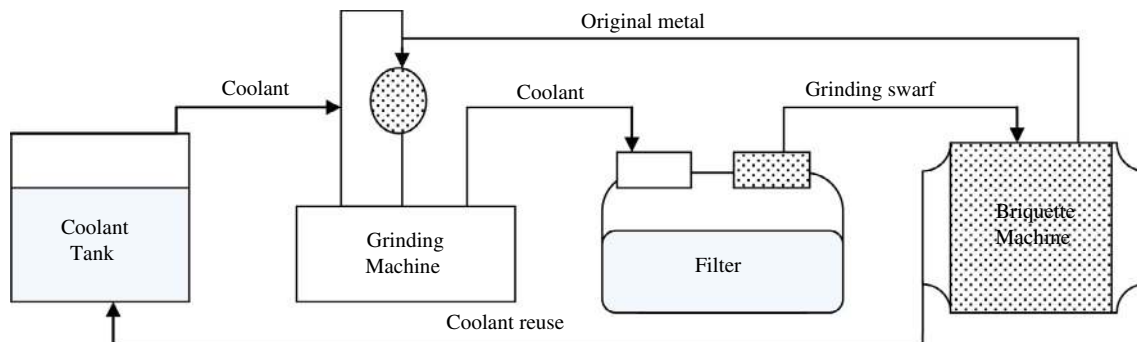 Original metal
Coolant
Coolant
Grinding swarf
Coolant
Tank
Grinding
Machine
Filter
Briquette
Machine
Coolant reuse